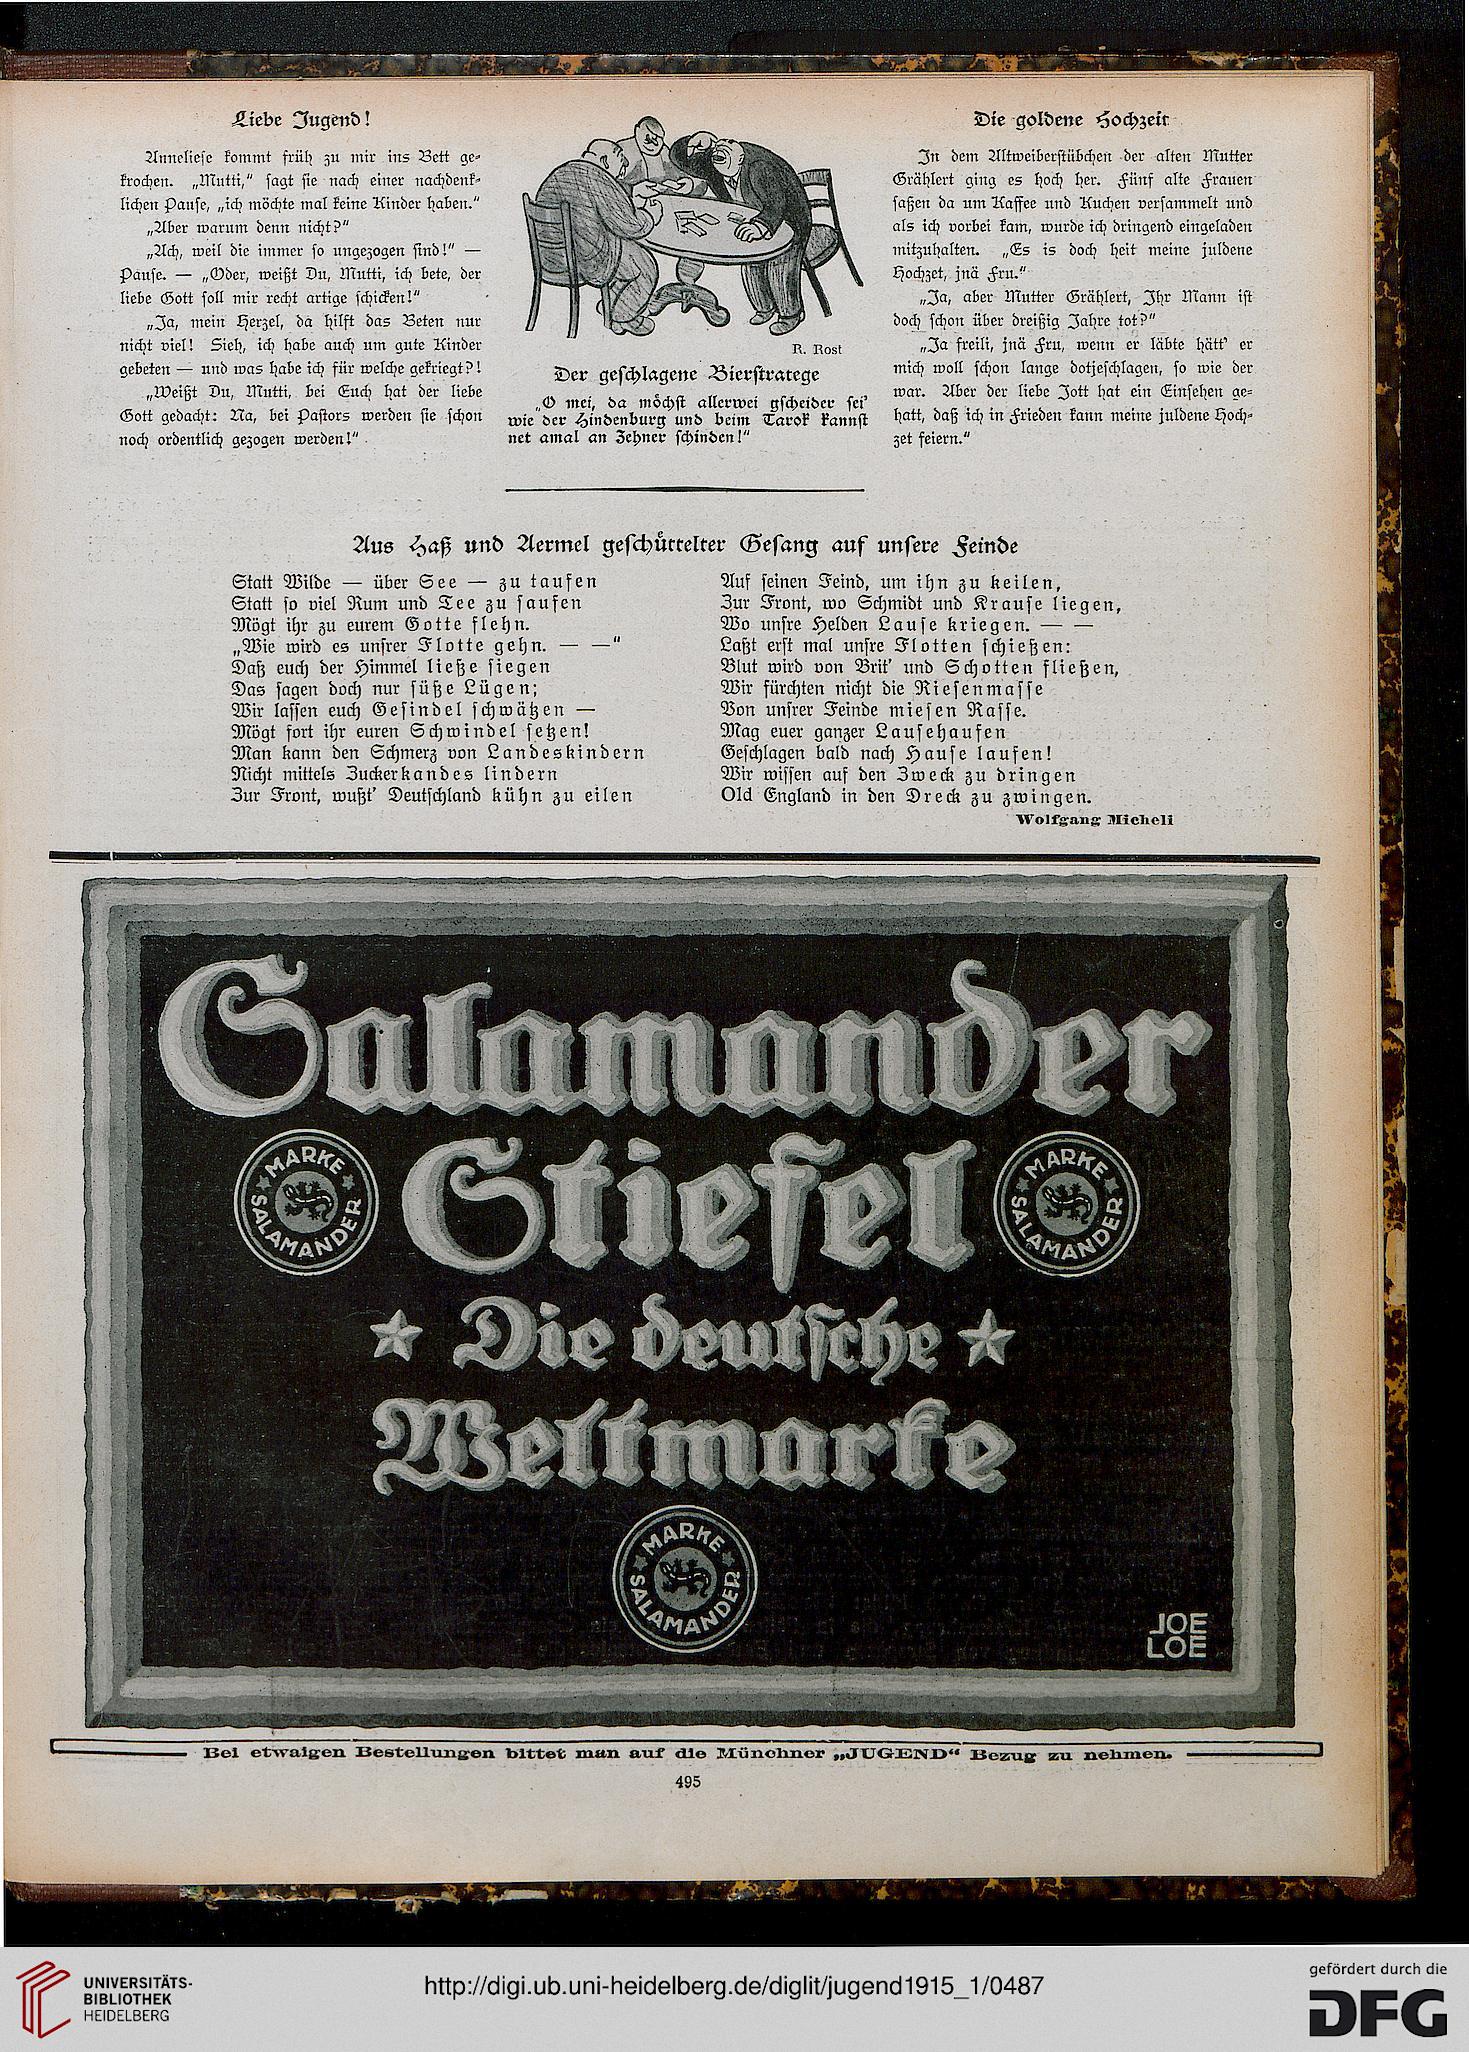 Liebe Jugend!
Anneliese kommt früh zu mir ins Bett ge-
krochen. „Mutti,“ sagt sie nach einer nachdenk-
lichen Pause, „ich möchte mal keine Kinder haben.“
„Aber warum denn nicht?“
„Ach, weil die immer so ungezogen sind!“ —
Pause. — „Oder, weißt Du, Mutti, ich bete, der
liebe Gott soll mir recht artige schicken!“
„Ja, mein Herzel, da hilft das Beten nur
nicht viel! Sieh, ich habe auch um gute Kinder
gebeten — und was habe ich für welche gekriegt?!
„Weißt Du, Mutti, bei Euch hat der liebe
Gott gedacht: Na, bei Pastors werden sie schon
noch ordentlich gezogen werden!“
R. Rost
Der geschlagene Bierstratege
„O mei, da möchst allerwei gscheider sei'
wie der Hindenburg und beim Tarok kannst
net amal an Zehner schinden!“
Die goldene Hochzeit
In dem Altweiberstübchen der alten Mutter
Grählert ging es hoch her. Fünf alte Frauen
saßen da um Kaffee und Kuchen versammelt und
als ich vorbei kam, wurde ich dringend eingeladen
mitzuhalten. „Es is doch heit meine juldene
Hochzet, jnä Fru.“
„Ja, aber Mutter Grählert, Ihr Mann ist
doch schon über dreißig Jahre tot?“
„Ja freili, jnä Fru, wenn er läbte hätt' er
mich woll schon lange dotjeschlagen, so wie der
war. Aber der liebe Jott hat ein Einsehen ge-
hatt, daß ich in Frieden kann meine juldene Hoch-
zet feiern.“
Aus Haß und Aermel geschüttelter Gesang auf unsere Feinde
Statt Wilde — über See — zu taufen
Statt so viel Rum und Tee zu saufen
Mögt ihr zu eurem Gotte flehn.
„Wie wird es unsrer Flotte gehn. — —“
Daß euch der Himmel ließe siegen
Das sagen doch nur süße Lügen;
Wir lassen euch Gesindel schwätzen —
Mögt fort ihr euren Schwindel setzen!
Man kann den Schmerz von Landeskindern
Nicht mittels Zuckerkandes lindern
Zur Front, wußt' Deutschland kühn zu eilen
Auf seinen Feind, um ihn zu keilen,
Zur Front, wo Schmidt und Krause liegen,
Wo unsre Helden Lause kriegen. — —
Laßt erst mal unsre Flotten schießen:
Blut wird von Brit' und Schotten fließen,
Wir fürchten nicht die Riesenmasse
Von unsrer Feinde miesen Rasse.
Mag euer ganzer Lausehaufen
Geschlagen bald nach Hause laufen!
Wir wissen auf den Zweck zu dringen
Old England in den Dreck zu zwingen.
Wolfgang Micheli
Salamander
MARKE SALAMANDER
Stiefel
MARKE SALAMANDER
Die deutsche
Weltmarke
MARKE SALAMANDER
JOE
LOE
Bei etwaigen Bestellungen bittet man auf die Münchner „JUGEND“ Bezug zu nehmen.
495
UNIVERSITÄTS-
BIBLIOTHEK
HEIDELBERG
http://digi.ub.uni-heidelberg.de/diglit/jugend1915_1/0487
gefördert durch die
DFG